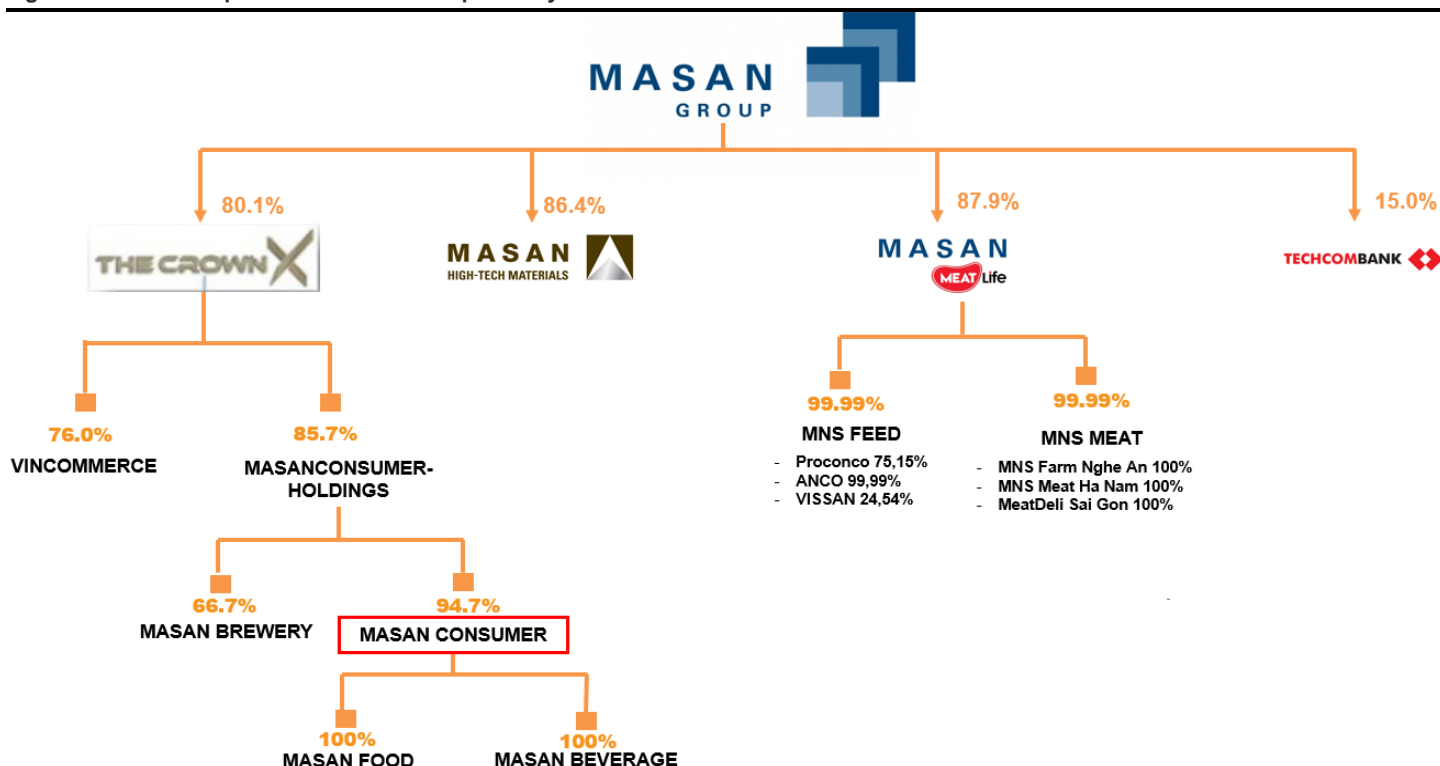 MASAN
GROUP
80.1%
86.4%
87.9%
15.0%
THE CROWNX
MASAN
HIGH-TECH MATERIALS
MASAN
MEAT Life
TECHCOMBANK
76.0%
VINCOMMERCE
85.7%
MASANCONSUMER-
HOLDINGS
99.99%
MNS FEED
- Proconco 75,15%
- ANCO 99,99%
- VISSAN 24,54%
99.99%
MNS MEAT
- MNS Farm Nghe An 100%
- MNS Meat Ha Nam 100%
- MeatDeli Sai Gon 100%
66.7%
MASAN BREWERY
94.7%
MASAN CONSUMER
100%
MASAN FOOD
100%
MASAN BEVERAGE